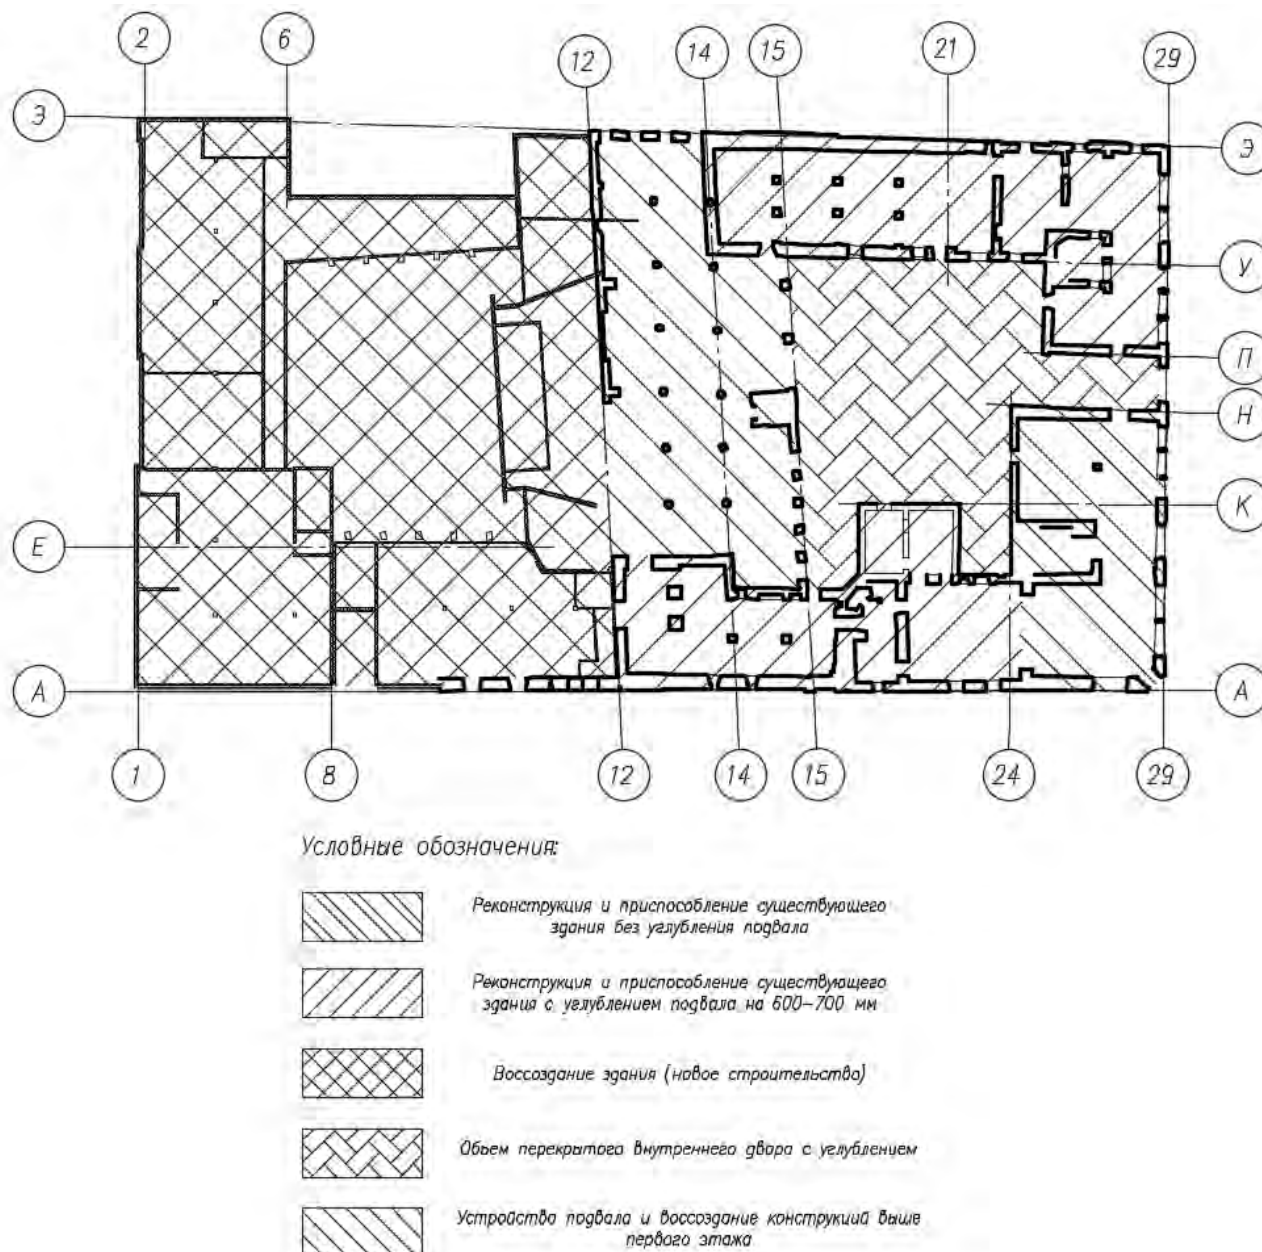 2
6
12
14
15
21
29
Э
Э
У
П
Н
К
Е
А
А
1
8
12
14
15
24
29
Условные обозначения:
Реконструкция и приспособление существующего
здания без углубления подвала
Реконструкция и приспособление существующего
здания с углублением подвала на 600-700 мм
Воссоздание здания (новое строительство)
Объем перекрытого внутреннего двора с углублением
Устройство подвала и воссоздание конструкций выше
первого этажа